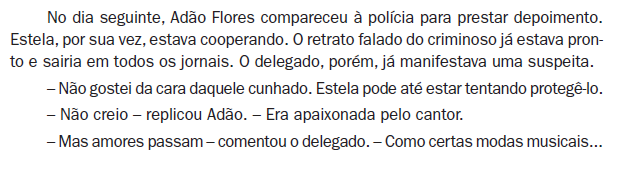 No dia seguinte, Adão Flores compareceu à polícia para prestar depoimento.
Estela, por sua vez, estava cooperando. O retrato falado do criminoso já estava pron-
to e sairia em todos os jornais. O delegado, porém, já manifestava uma suspeita.
– Não gostei da cara daquele cunhado. Estela pode até estar tentando protegê-lo.
– Não creio – replicou Adão. – Era apaixonada pelo cantor.
– Mas amores passam – comentou o delegado. – Como certas modas musicais...